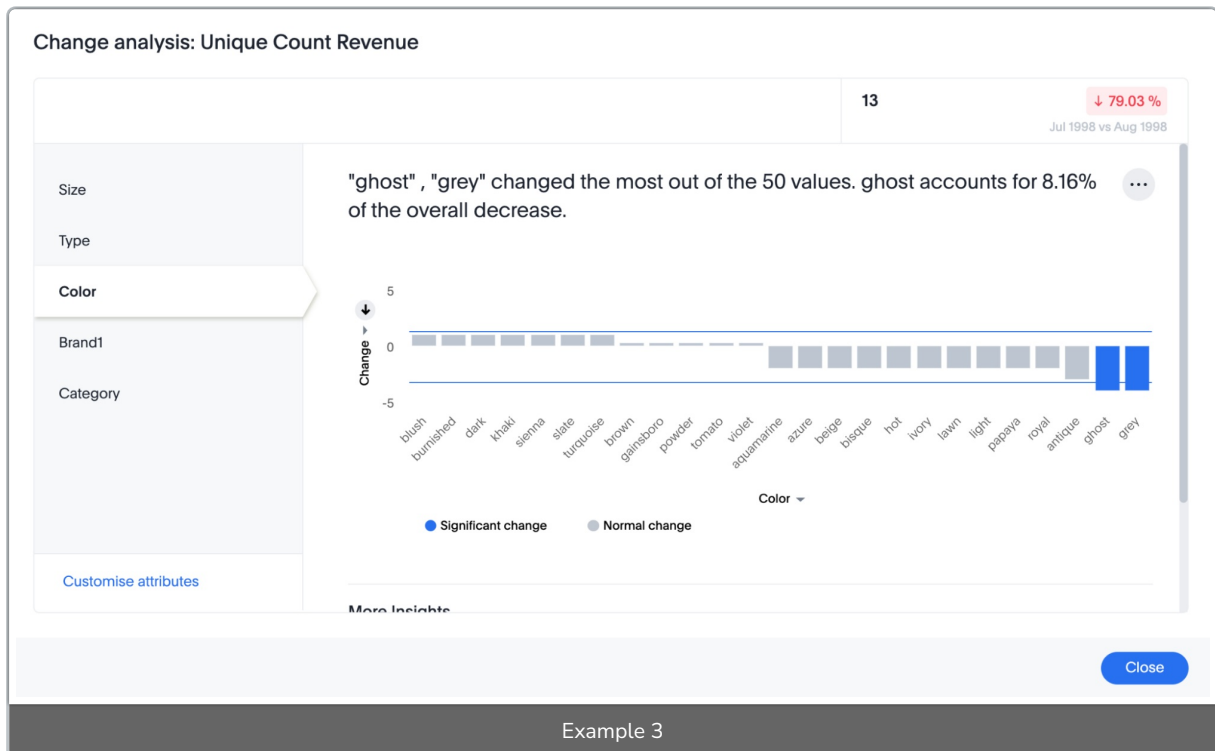 Change analysis: Unique Count Revenue
13
↓ 79.03 %
Jul 1998 vs Aug 1998
Size
Type
Color
Brand1
Category
Customise attributes
"ghost" , "grey" changed the most out of the 50 values. ghost accounts for 8.16%
of the overall decrease.
5
0
-5
Change
blush
burnished
dark
khaki
sienna
slate
turquoise
brown
gainsboro
powder
tomato
violet
aquamarine
azure
beige
bisque
hot
ivory
lawn
light
papaya
royal
antique
ghost
grey
Color
Significant change
Normal change
More Insights
Close
Example 3